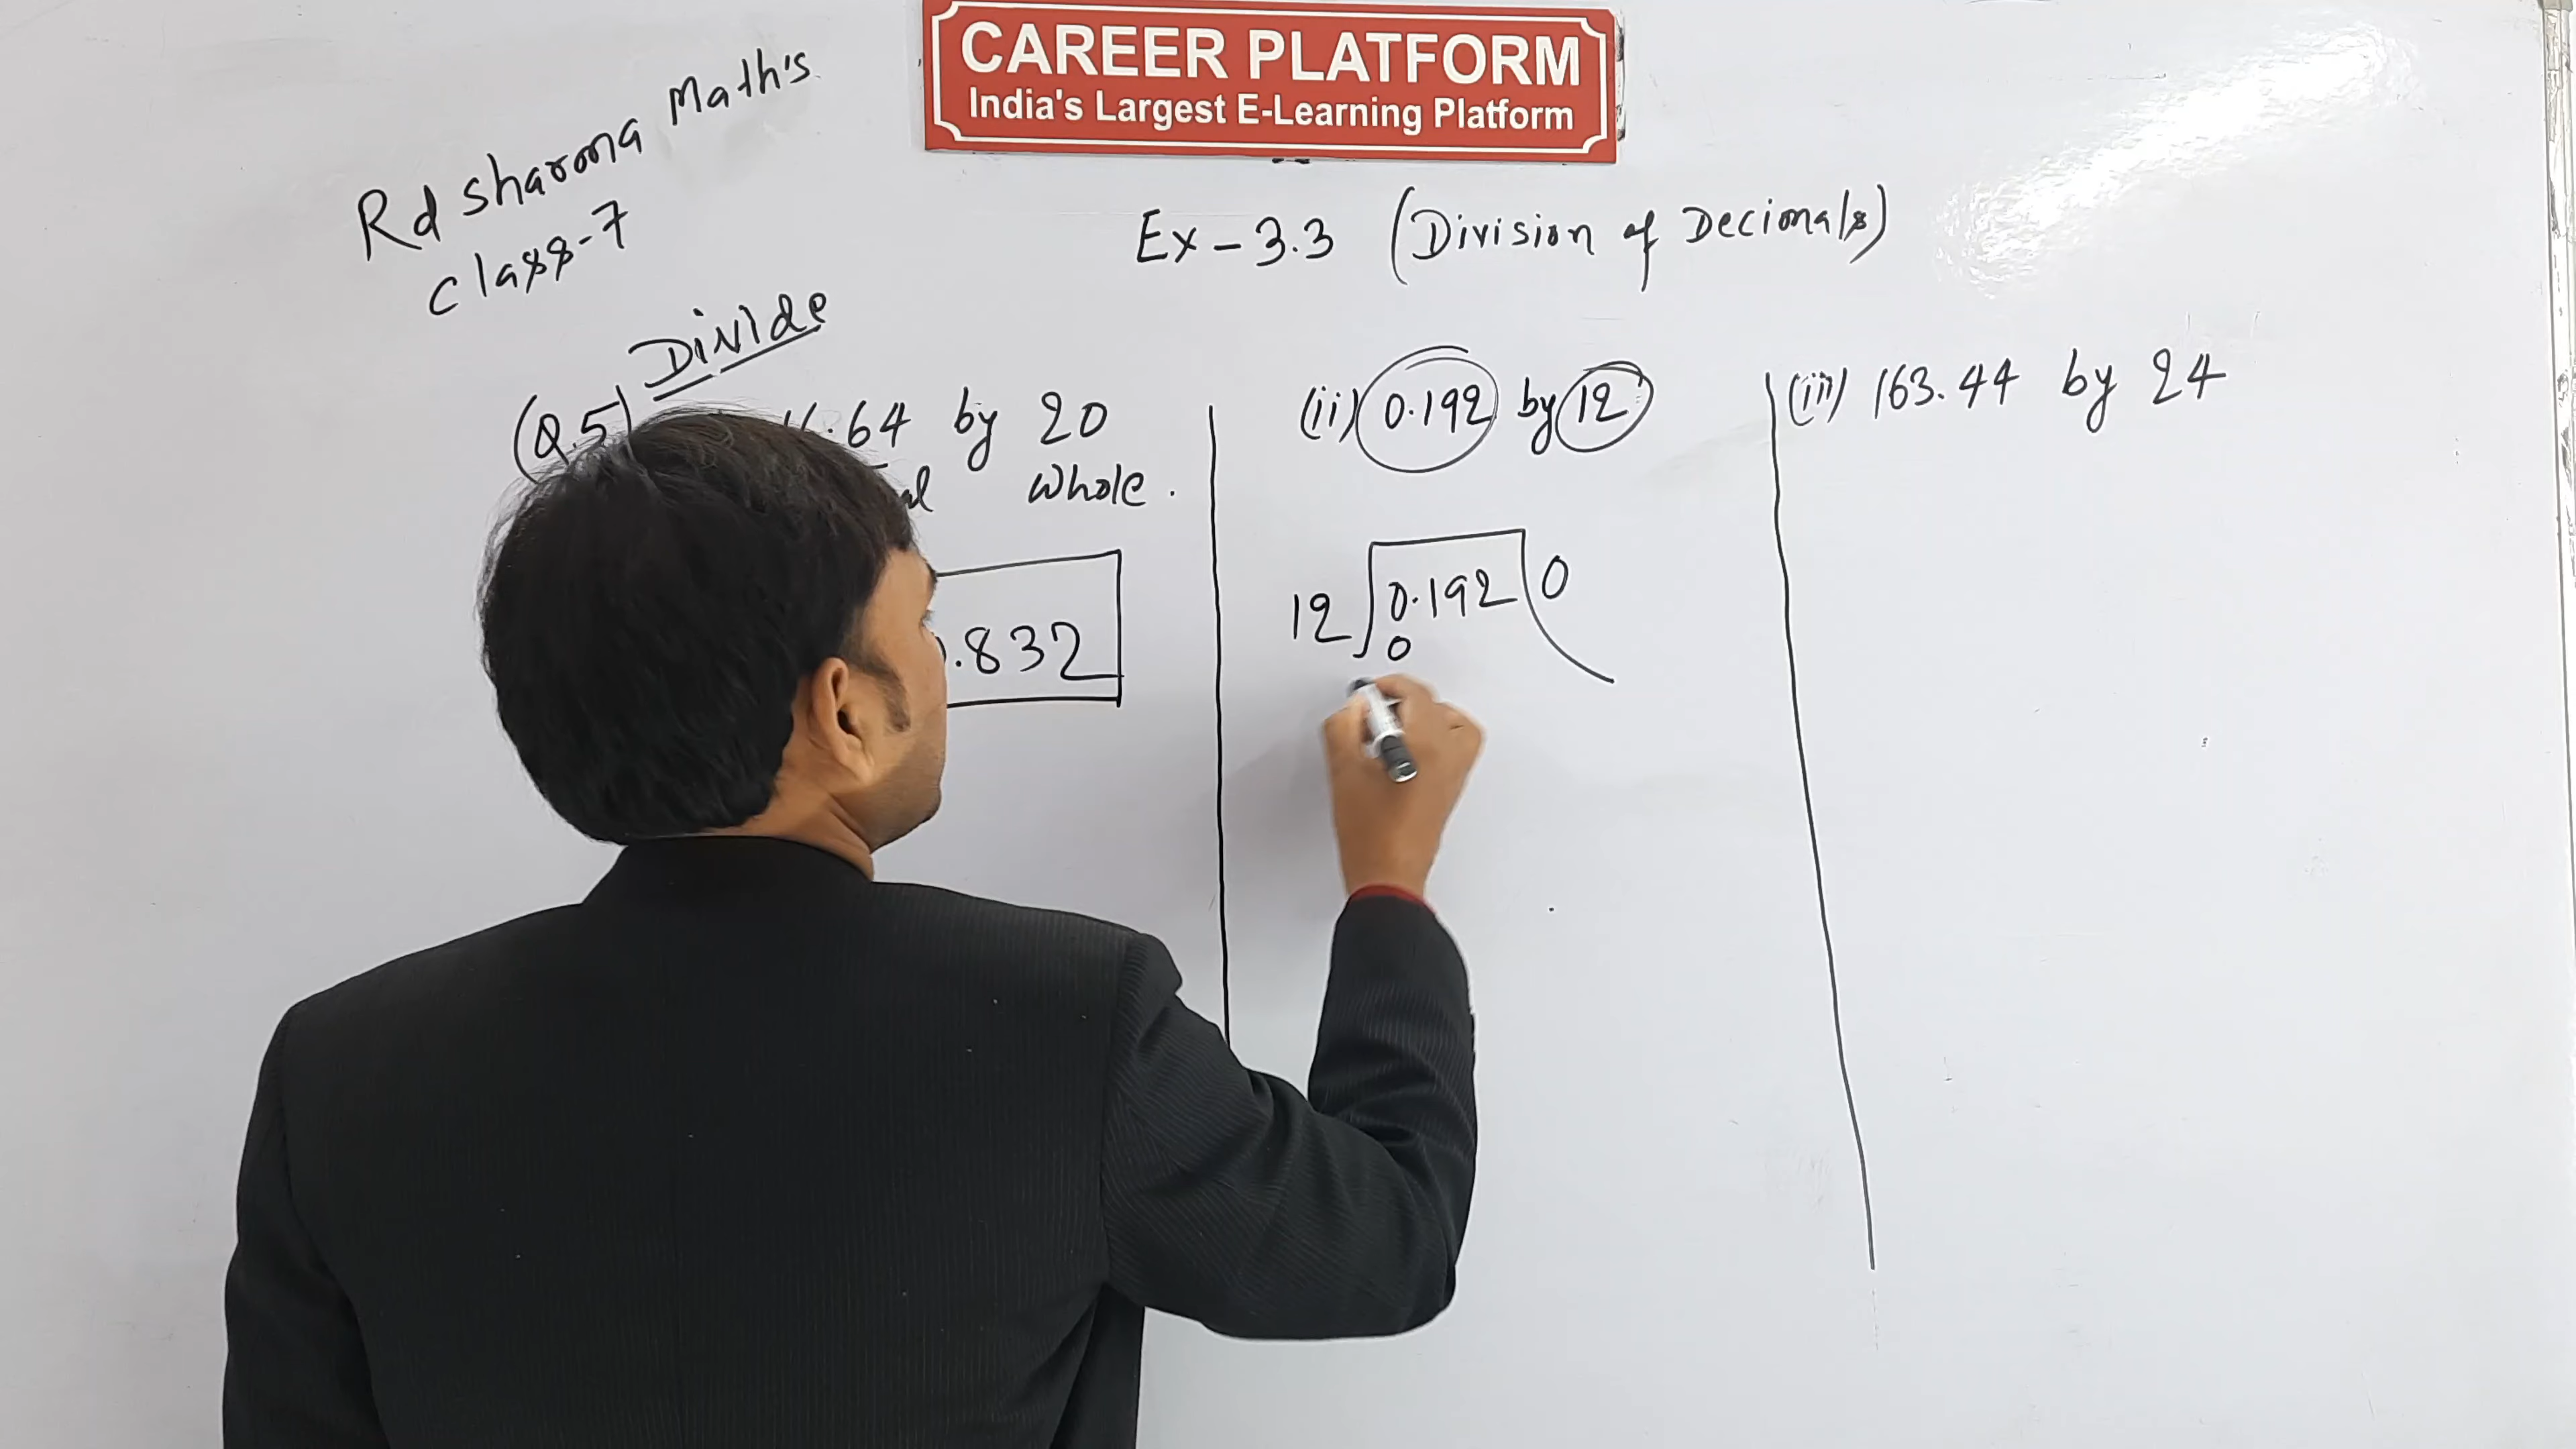 CAREER PLATFORM
India's Largest E-Learning Platform
Rd sharma Math's
class-7
Ex-3.3 (Division of Decimals)
Divide
(Q.5) .64 by 20
whole.
.832
(ii) 0.192 by 12
12 0.192 0
0
(iii) 163.44 by 24